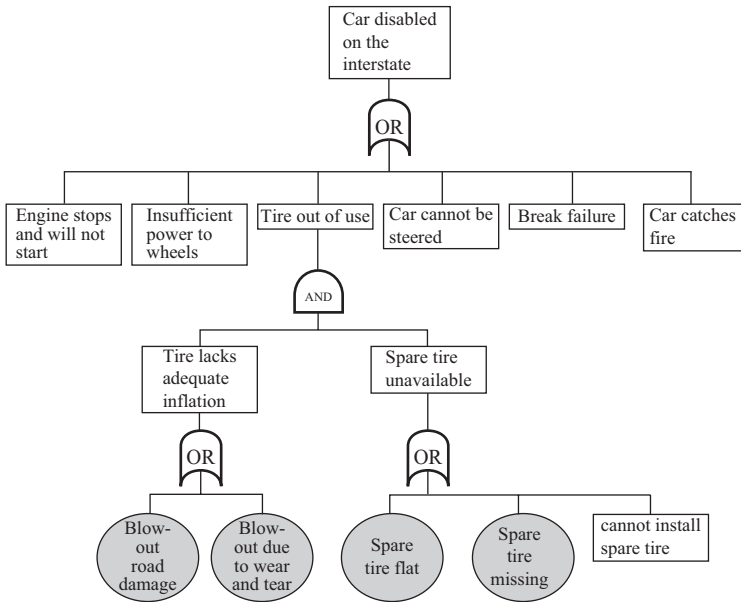 Car disabled
on the
interstate
OR
Engine stops
and will not
start
Insufficient
power to
wheels
Tire out of use
Car cannot be
steered
Break failure
Car catches
fire
AND
Tire lacks
adequate
inflation
Spare tire
unavailable
OR
OR
Blow-
out
road
damage
Blow-
out due
to wear
and tear
Spare
tire flat
Spare
tire
missing
cannot install
spare tire